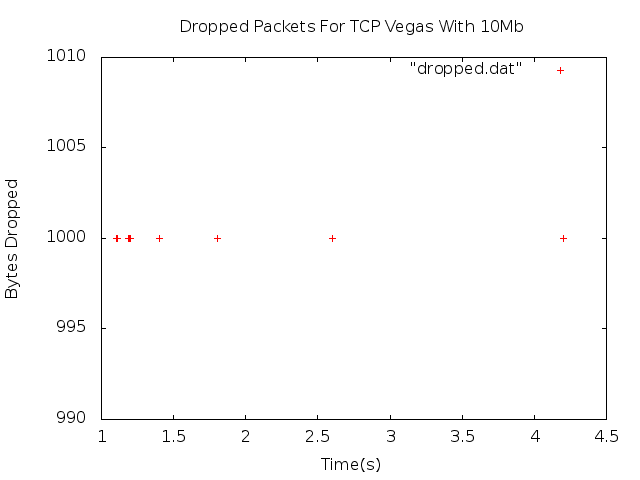 Dropped Packets For TCP Vegas With 10Mb
"dropped.dat"
1010
1005
1000
995
990
Bytes Dropped
1 1.5 2 2.5 3 3.5 4 4.5
Time(s)